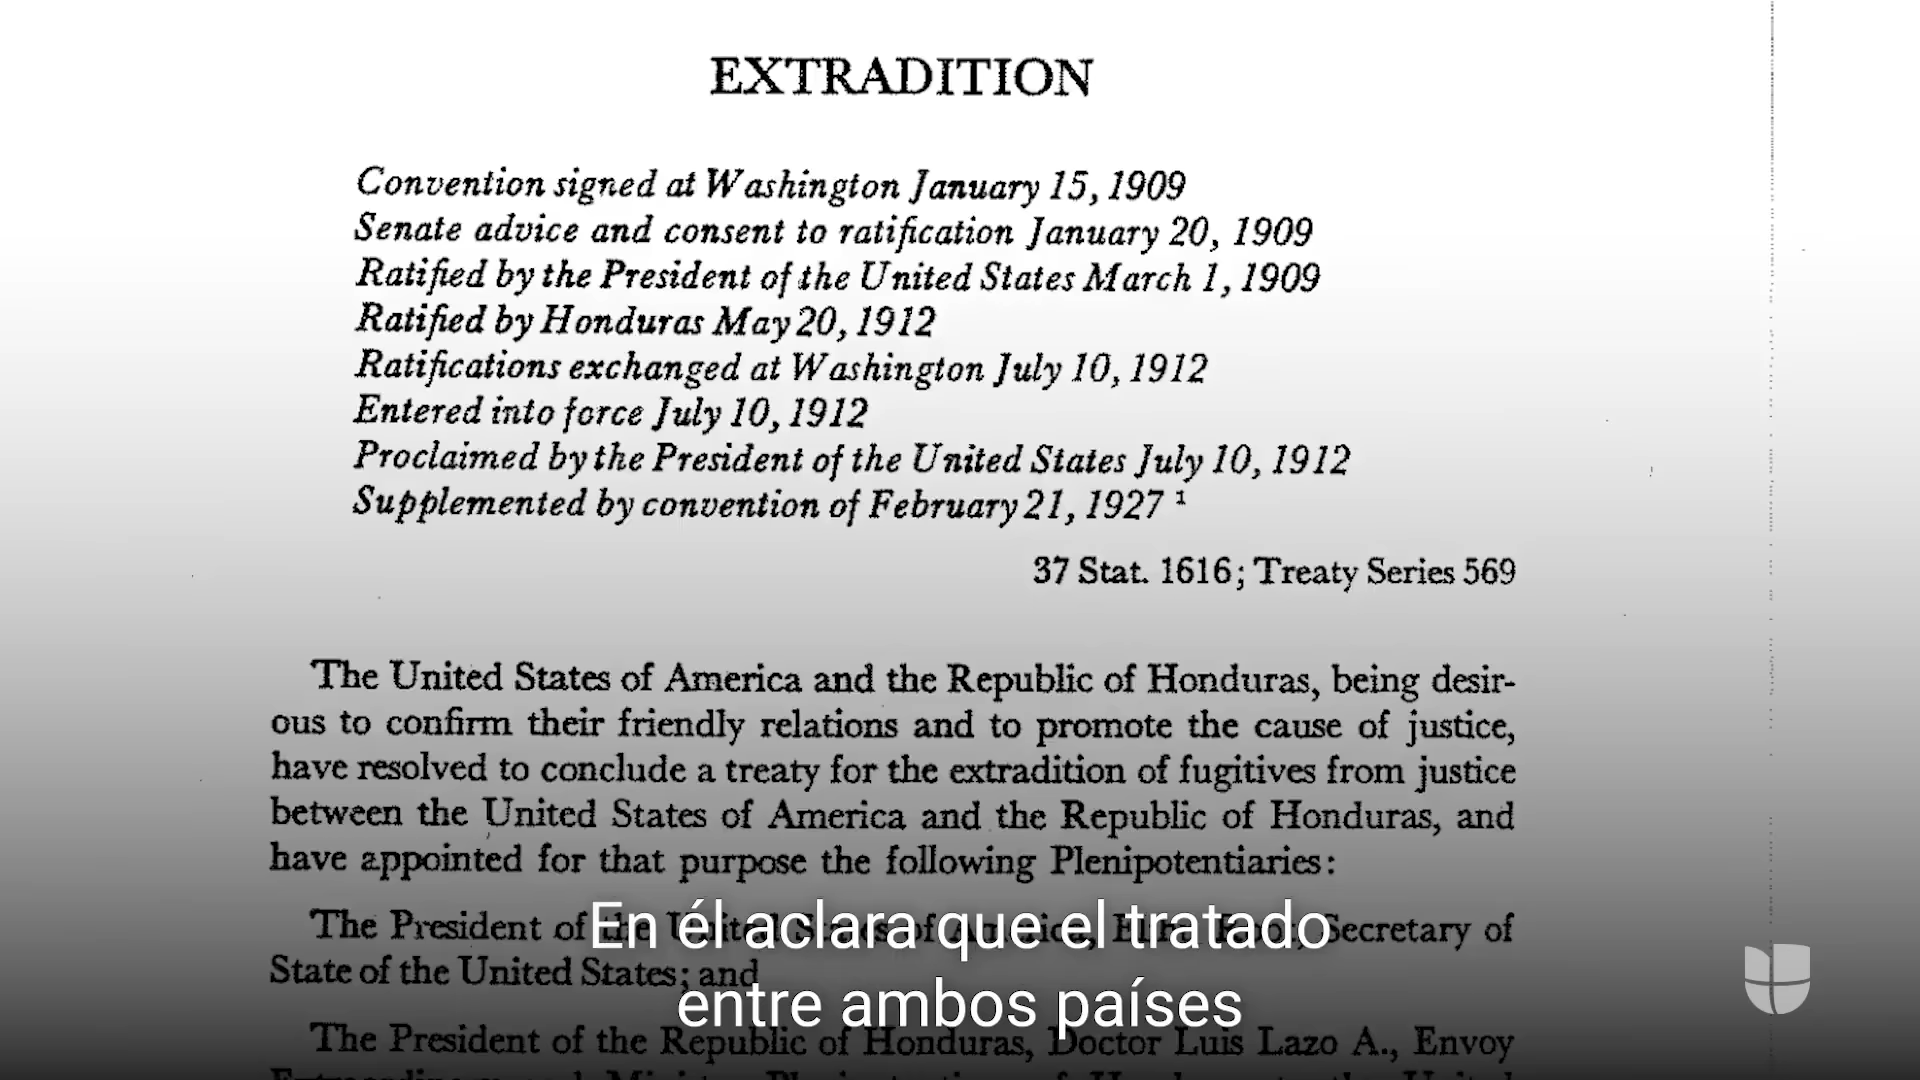 EXTRADITION
Convention signed at Washington January 15, 1909
Senate advice and consent to ratification January 20, 1909
Ratified by the President of the United States March 1, 1909
Ratified by Honduras May 20, 1912
Ratifications exchanged at Washington July 10, 1912
Entered into force July 10, 1912
Proclaimed by the President of the United States July 10, 1912
Supplemented by convention of February 21, 1927 ¹
37 Stat. 1616; Treaty Series 569
The United States of America and the Republic of Honduras, being desir-
ous to confirm their friendly relations and to promote the cause of justice,
have resolved to conclude a treaty for the extradition of fugitives from justice
between the United States of America and the Republic of Honduras, and
have appointed for that purpose the following Plenipotentiaries:
The President of the United States of America, Secretary of
State of the United States; and
The President of the Republic of Honduras, Doctor Luis Lazo A., Envoy
En él aclara que el tratado
entre ambos países